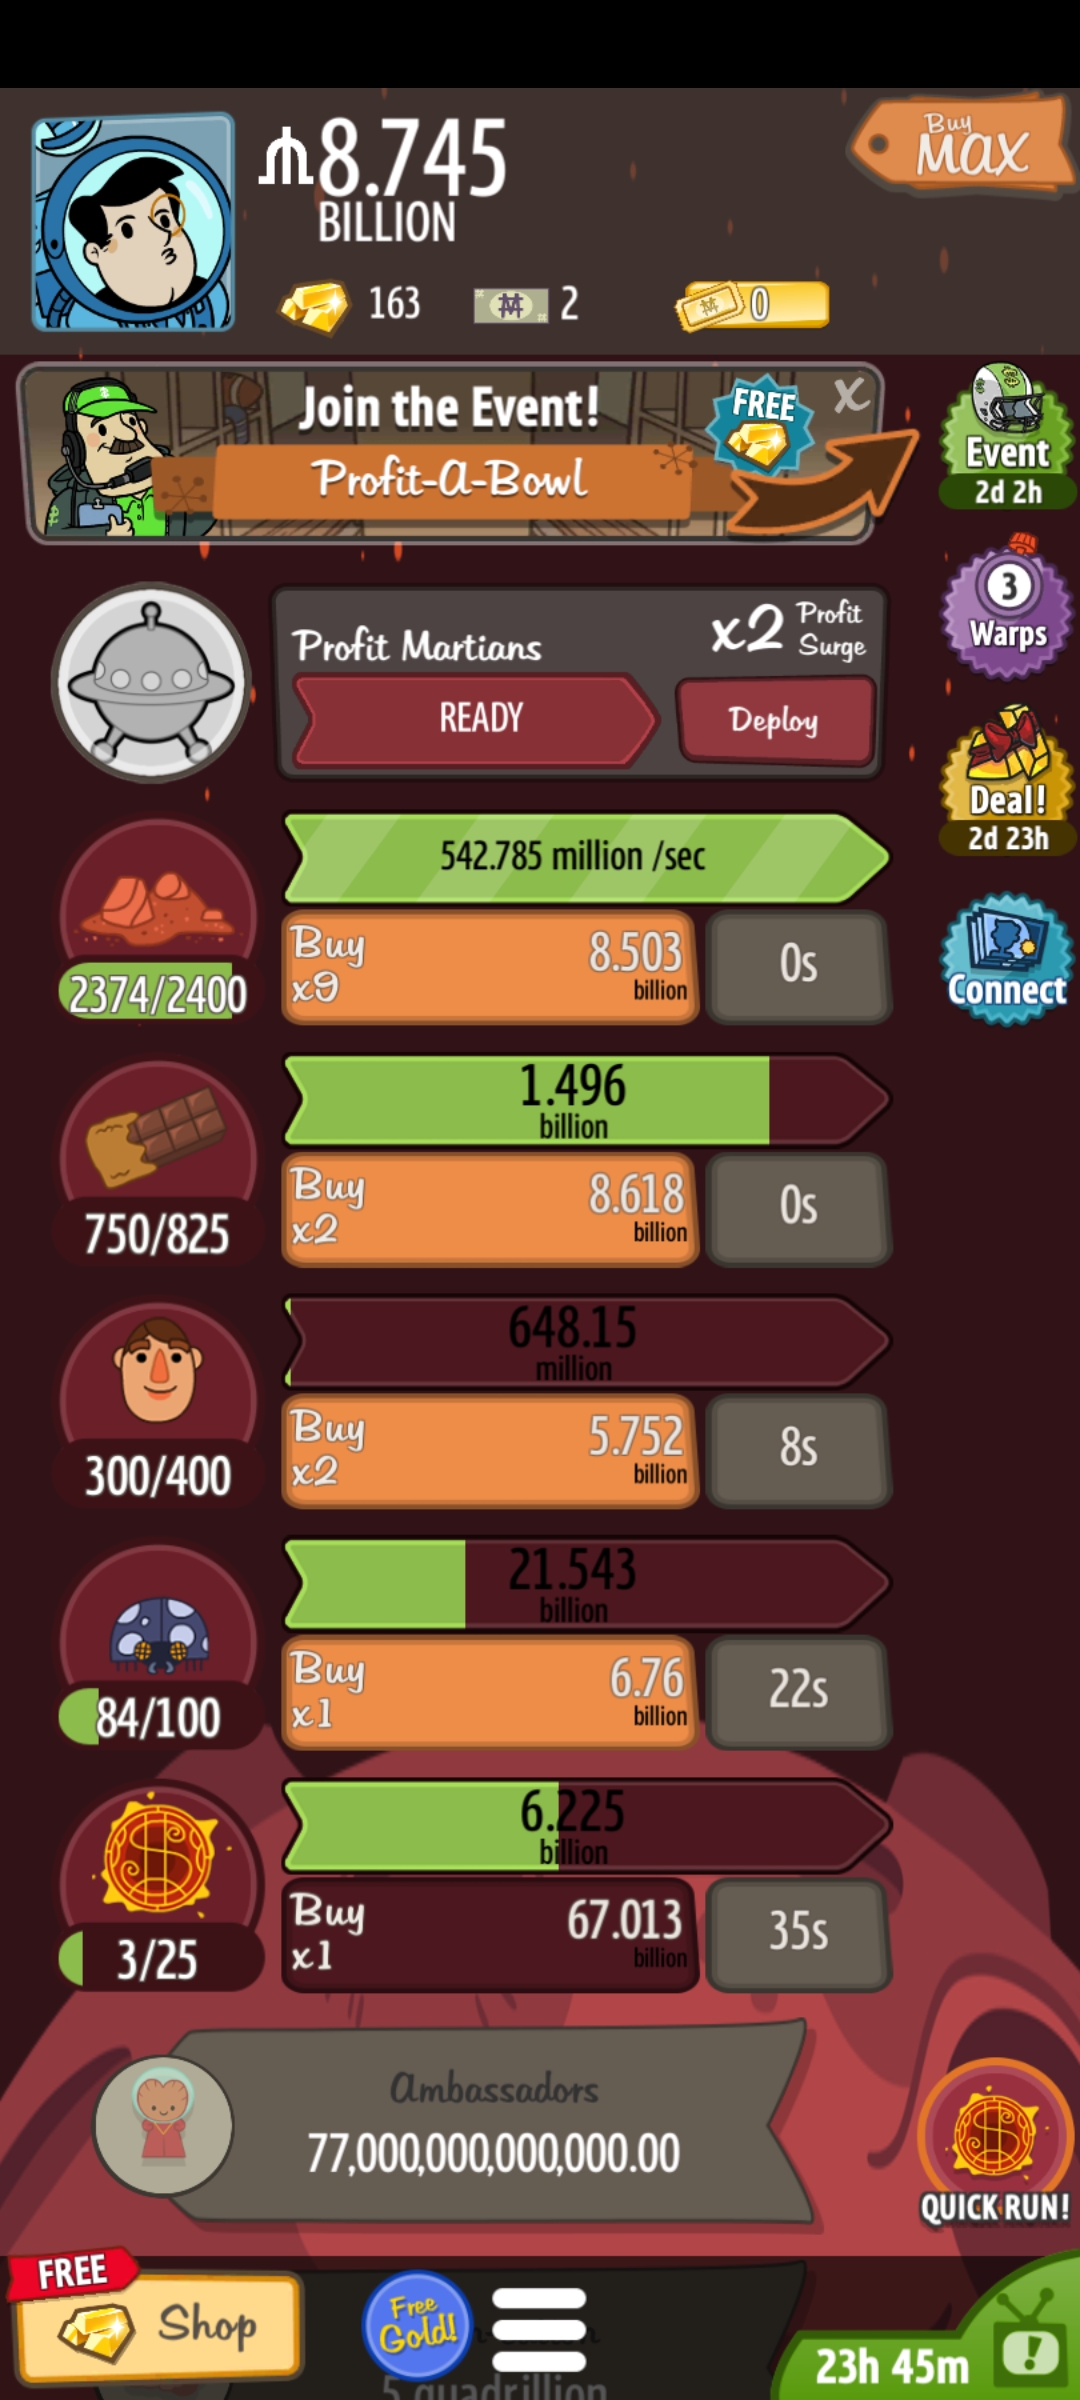 8.745
BILLION
Buy
MAX
163
2
0
Join the Event!
FREE
X
Profit-A-Bowl
Event
2d 2h
3
Warps
Profit Martians
x2 Profit Surge
READY
Deploy
Deal!
2d 23h
542.785 million /sec
Buy
x9
8.503
billion
0s
2374/2400
Connect
1.496
billion
Buy
x2
8.618
billion
0s
750/825
648.15
million
Buy
x2
5.752
billion
8s
300/400
21.543
billion
Buy
x1
6.76
billion
22s
84/100
6.225
billion
Buy
x1
67.013
billion
35s
3/25
Ambassadors
77,000,000,000,000.00
QUICK RUN!
FREE
Shop
Free
Gold!
23h 45m
5 quadrillion